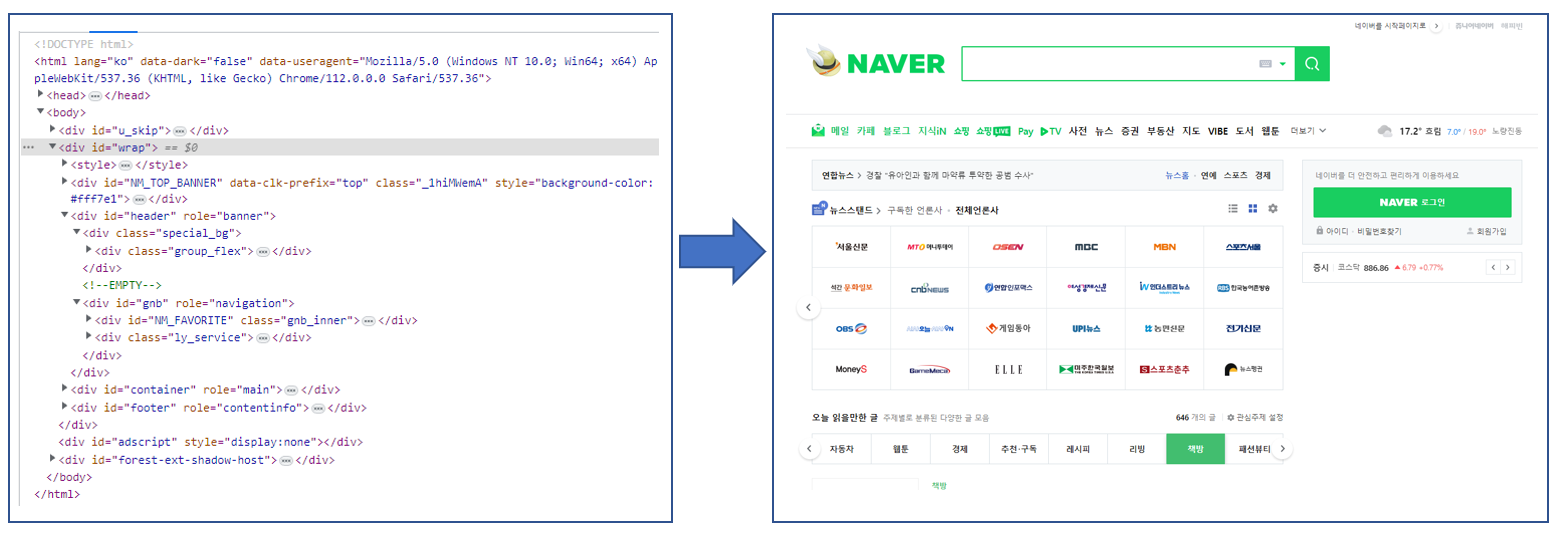 <!DOCTYPE html>
<html lang="ko" data-dark="false" data-useragent="Mozilla/5.0 (Windows NT 10.0; Win64; x64) Ap
pleWebKit/537.36 (KHTML, like Gecko) Chrome/112.0.0.0 Safari/537.36">
<head>…</head>
<body>
<div id="u_skip">…</div>
<div id="wrap"> == $0
<style>…</style>
<div id="NM_TOP_BANNER" data-clk-prefix="top" class="_1hiMWemA" style="background-color:
#fff7e1">…</div>
<div id="header" role="banner">
<div class="special_bg">
<div class="group_flex">…</div>
</div>
<!--EMPTY-->
<div id="gnb" role="navigation">
<div id="NM_FAVORITE" class="gnb_inner">…</div>
<div class="ly_service">…</div>
</div>
</div>
<div id="container" role="main">…</div>
<div id="footer" role="contentinfo">…</div>
</div>
<div id="adscript" style="display:none"></div>
<div id="forest-ext-shadow-host">…</div>
</body>
</html>
네이버를 시작페이지로 > 쥬니어네이버 해피빈
NAVER
메일 카페 블로그 지식iN 쇼핑 쇼핑LIVE Pay TV 사전 뉴스 증권 부동산 지도 VIBE 도서 웹툰 더보기 17.2° 흐림 7.0° / 19.0° 노량진동
연합뉴스 > 경찰 "유아인과 함께 마약류 투약한 공범 수사" 뉴스홈 · 연예 스포츠 경제
네이버를 더 안전하고 편리하게 이용하세요
NAVER 로그인
아이디 · 비밀번호찾기 회원가입
뉴스스탠드 > 구독한 언론사 · 전체언론사
증시 코스닥 886.86 ▲ 6.79 +0.77%
서울신문 MTO 머니투데이 OSEN MBC MBN 스포츠서울
석간 문화일보 CNBNEWS 연합인포맥스 여성경제신문 인더스트리뉴스 RBS 한국농어촌방송
OBS 게임동아 UPI뉴스 농민신문 전기신문
MoneyS GameMeca ELLE 미주한국일보 스포츠춘추
오늘 읽을만한 글 주제별로 분류된 다양한 글 모음 646 개의 글 관심주제 설정
자동차 웹툰 경제 추천·구독 레시피 리빙 책방 패션뷰티
책방